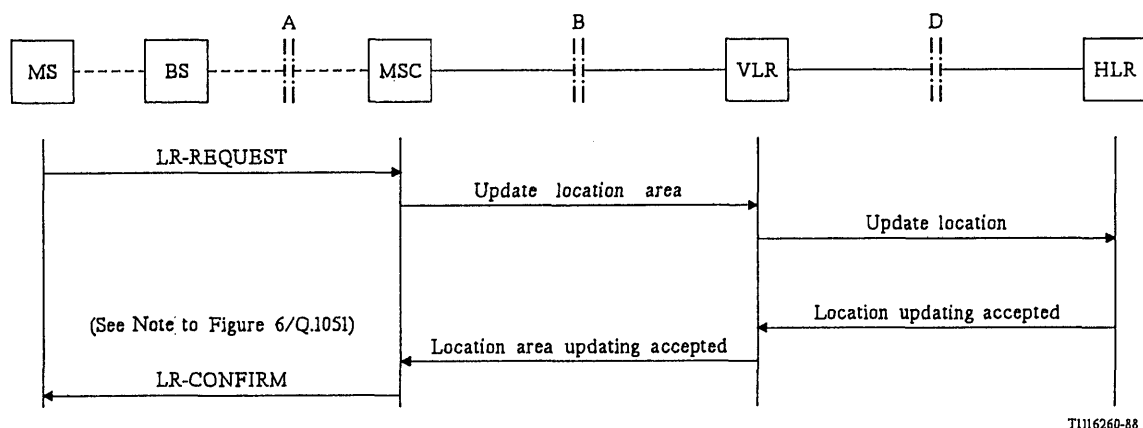 A B D
MS BS MSC VLR HLR
LR-REQUEST
Update location area
Update location
Location updating accepted
(See Note to Figure 6/Q.1051)
Location area updating accepted
LR-CONFIRM
T1116260-88